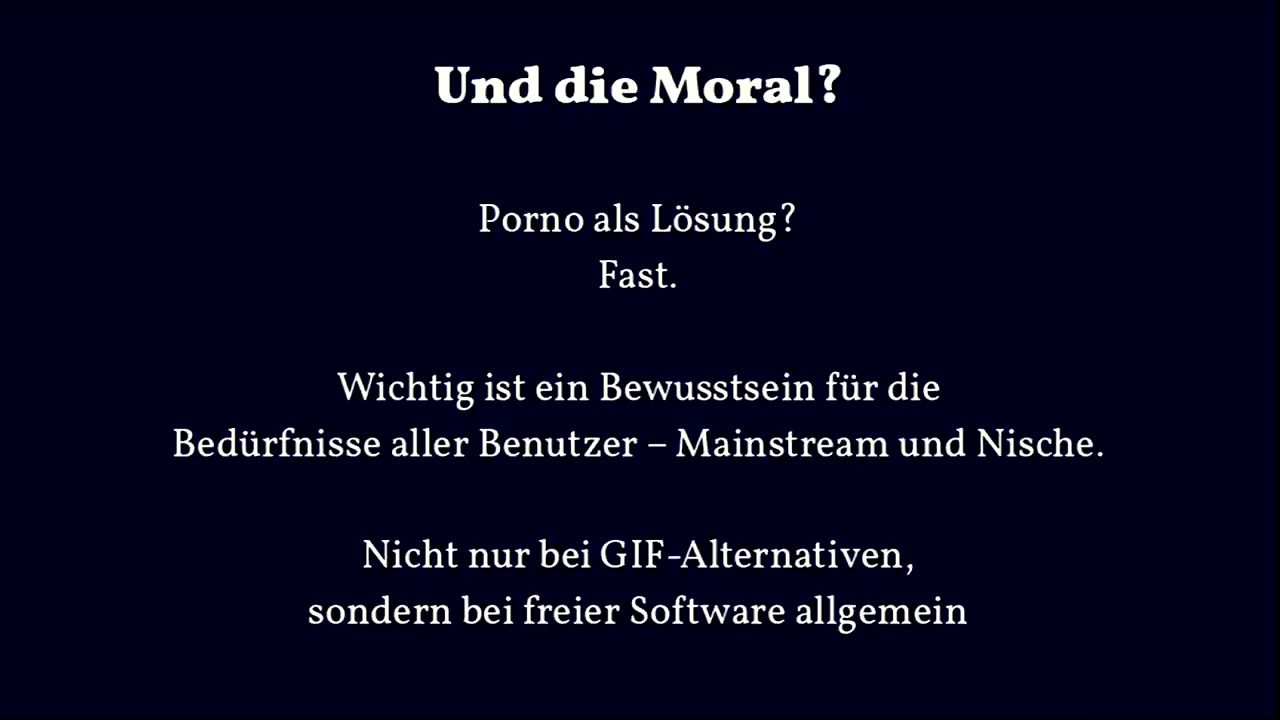 Und die Moral?
Porno als Lösung?
Fast.
Wichtig ist ein Bewusstsein für die
Bedürfnisse aller Benutzer – Mainstream und Nische.
Nicht nur bei GIF-Alternativen,
sondern bei freier Software allgemein